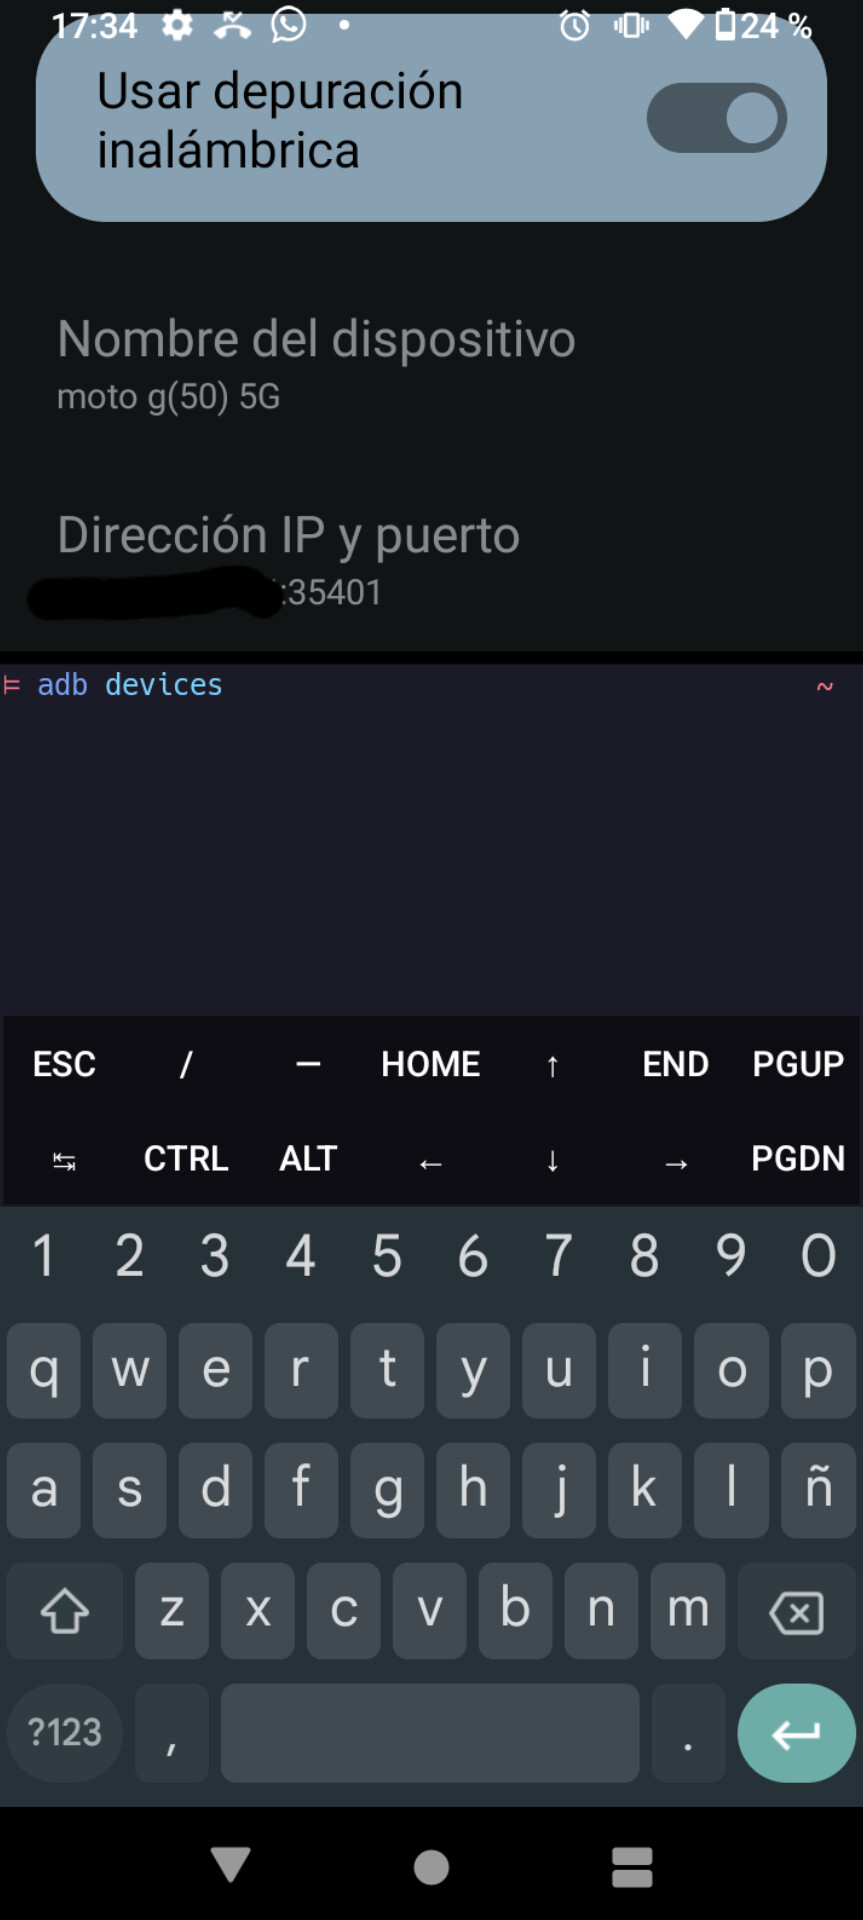 17:34 24 %
Usar depuración
inalámbrica
Nombre del dispositivo
moto g(50) 5G
Dirección IP y puerto
:35401
⊨ adb devices ~
ESC / — HOME ↑ END PGUP
↹ CTRL ALT ← ↓ → PGDN
1 2 3 4 5 6 7 8 9 0
q w e r t y u i o p
a s d f g h j k l ñ
z x c v b n m
?123 , .